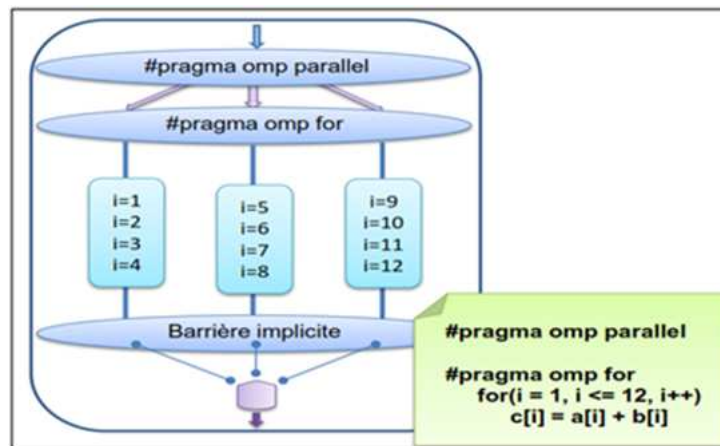 #pragma omp parallel
#pragma omp for
i=1
i=2
i=3
i=4
i=5
i=6
i=7
i=8
i=9
i=10
i=11
i=12
Barrière implicite
#pragma omp parallel
#pragma omp for
for(i = 1, i <= 12, i++)
c[i] = a[i] + b[i]